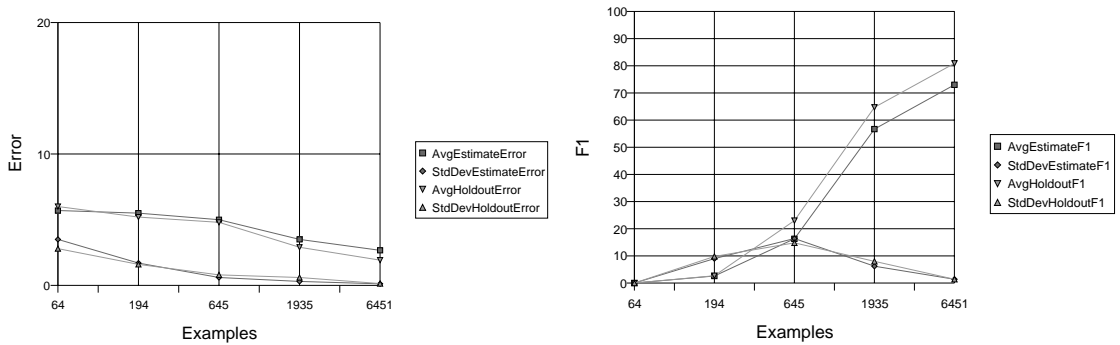 20
10
0
Error
64 194 645 1935 6451
Examples
AvgEstimateError
StdDevEstimateError
AvgHoldoutError
StdDevHoldoutError
100
90
80
70
60
50
40
30
20
10
0
F1
64 194 645 1935 6451
Examples
AvgEstimateF1
StdDevEstimateF1
AvgHoldoutF1
StdDevHoldoutF1